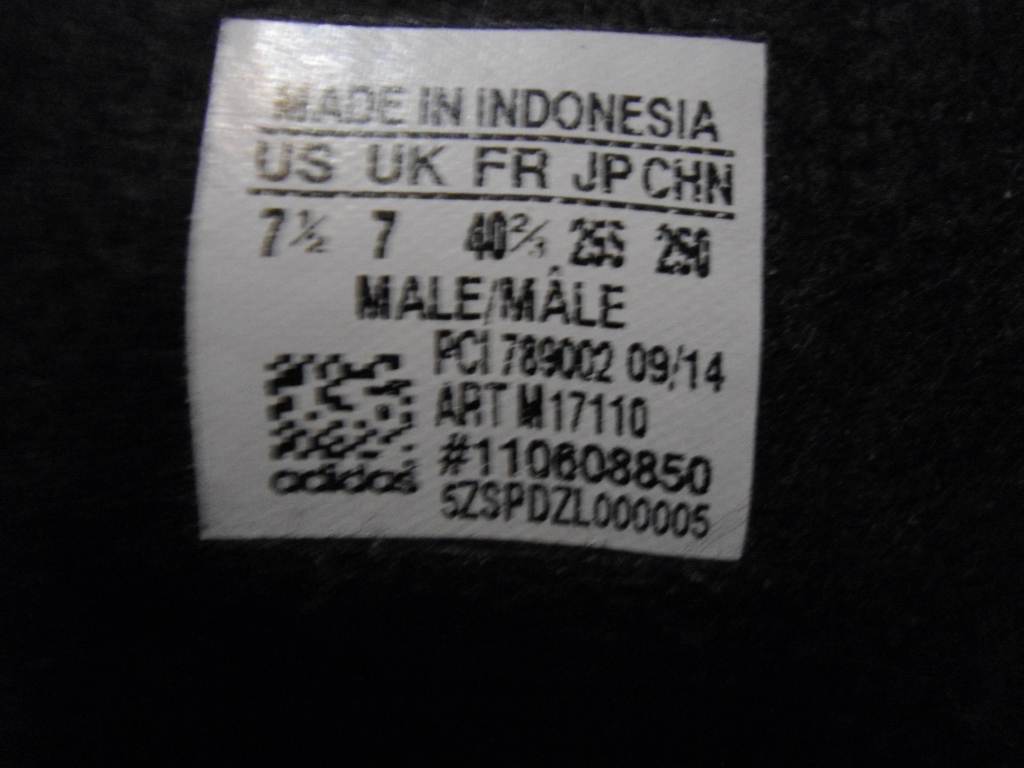 MADE IN INDONESIA
US UK FR JP CHN
7½ 7 40⅔ 255 250
MALE/MÂLE
PCI 789002 09/14
ART M17110
#110608850
adidas
5ZSPDZL000005